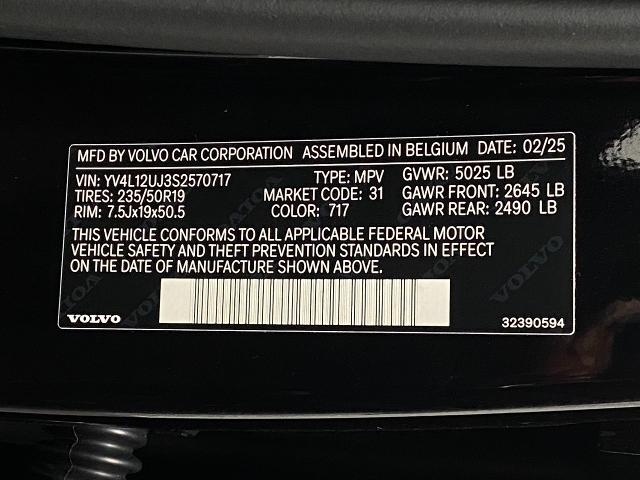 MFD BY VOLVO CAR CORPORATION ASSEMBLED IN BELGIUM DATE: 02/25
VIN: YV4L12UJ3S2570717 TYPE: MPV GVWR: 5025 LB
TIRES: 235/50R19 MARKET CODE: 31 GAWR FRONT: 2645 LB
RIM: 7.5Jx19x50.5 COLOR: 717 GAWR REAR: 2490 LB
THIS VEHICLE CONFORMS TO ALL APPLICABLE FEDERAL MOTOR
VEHICLE SAFETY AND THEFT PREVENTION STANDARDS IN EFFECT
ON THE DATE OF MANUFACTURE SHOWN ABOVE.
VOLVO 32390594